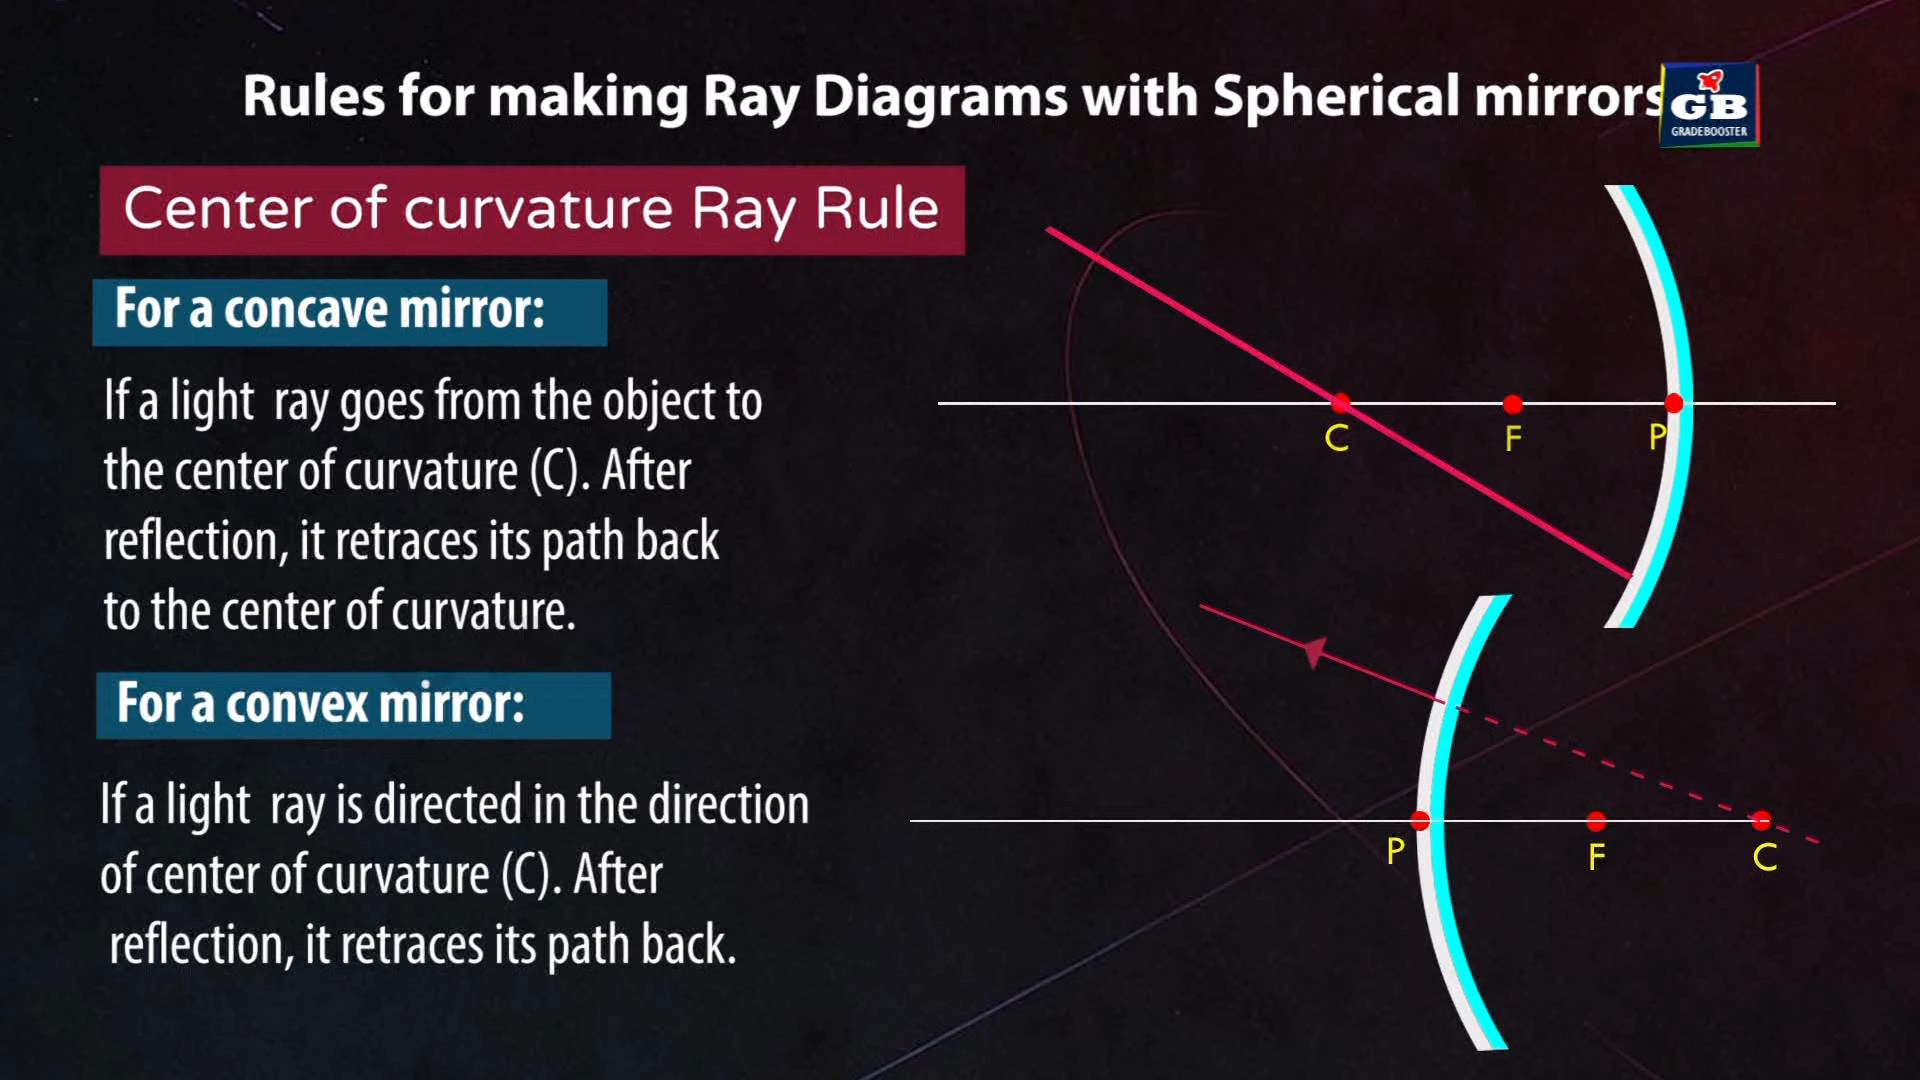 Rules for making Ray Diagrams with Spherical mirrors
GB
GRADEBOOSTER
Center of curvature Ray Rule
For a concave mirror:
If a light ray goes from the object to
the center of curvature (C). After
reflection, it retraces its path back
to the center of curvature.
C
F
P
For a convex mirror:
If a light ray is directed in the direction
of center of curvature (C). After
reflection, it retraces its path back.
P
F
C